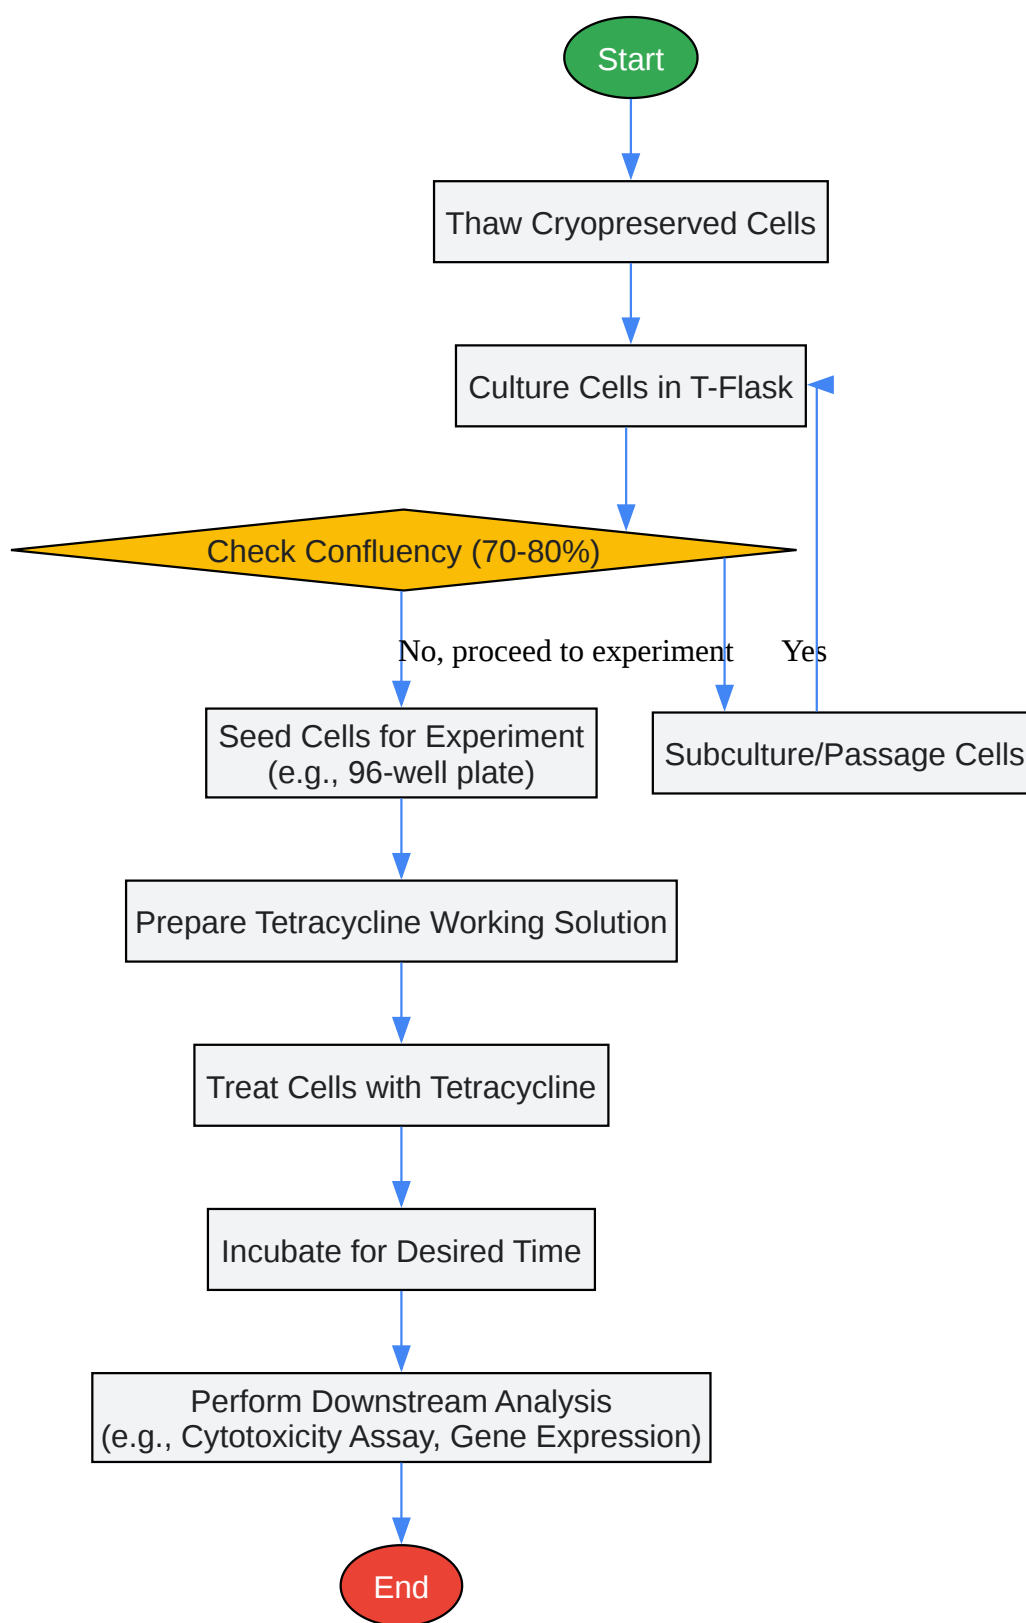 Start
Thaw Cryopreserved Cells
Culture Cells in T-Flask
Check Confluency (70-80%)
No, proceed to experiment
Yes
Seed Cells for Experiment
(e.g., 96-well plate)
Subculture/Passage Cells
Prepare Tetracycline Working Solution
Treat Cells with Tetracycline
Incubate for Desired Time
Perform Downstream Analysis
(e.g., Cytotoxicity Assay, Gene Expression)
End